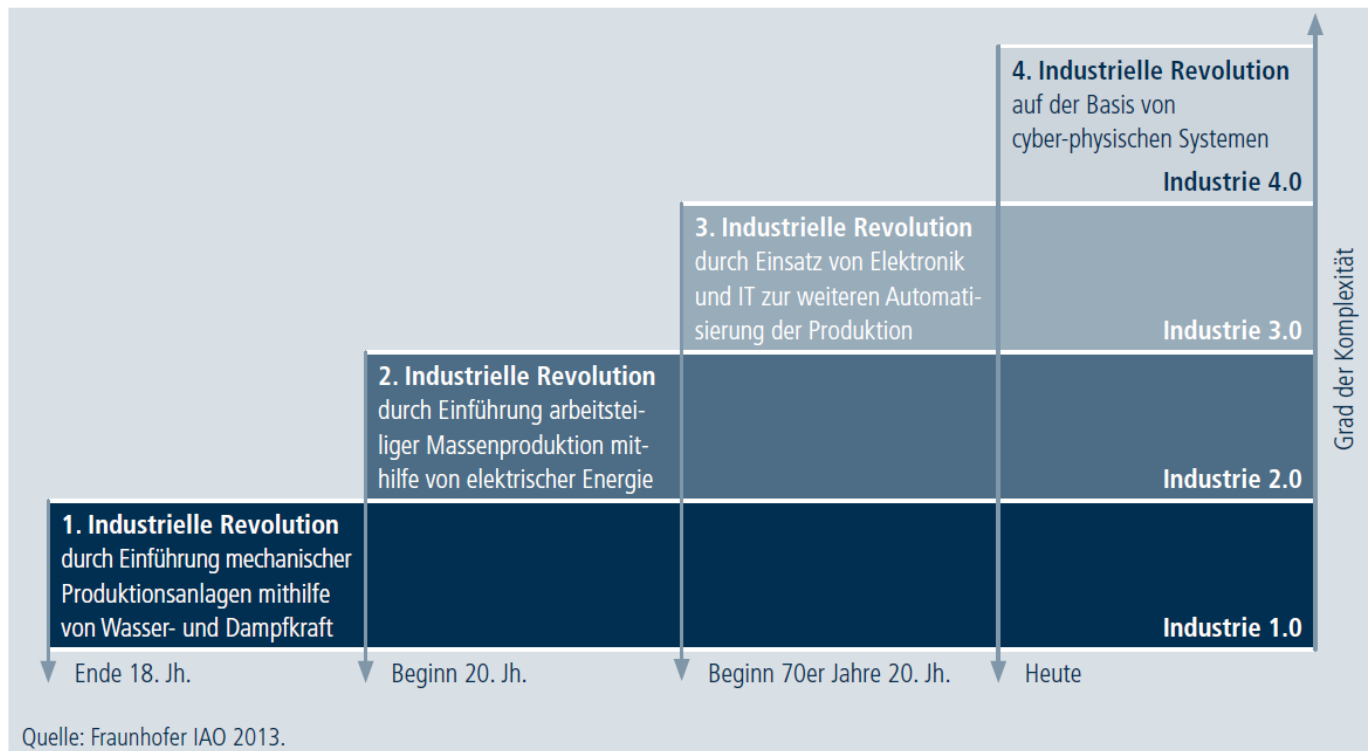 4. Industrielle Revolution
auf der Basis von
cyber-physischen Systemen
Industrie 4.0
3. Industrielle Revolution
durch Einsatz von Elektronik
und IT zur weiteren Automati-
sierung der Produktion
Industrie 3.0
2. Industrielle Revolution
durch Einführung arbeitstei-
liger Massenproduktion mit-
hilfe von elektrischer Energie
Industrie 2.0
1. Industrielle Revolution
durch Einführung mechanischer
Produktionsanlagen mithilfe
von Wasser- und Dampfkraft
Industrie 1.0
Grad der Komplexität
Ende 18. Jh.
Beginn 20. Jh.
Beginn 70er Jahre 20. Jh.
Heute
Quelle: Fraunhofer IAO 2013.